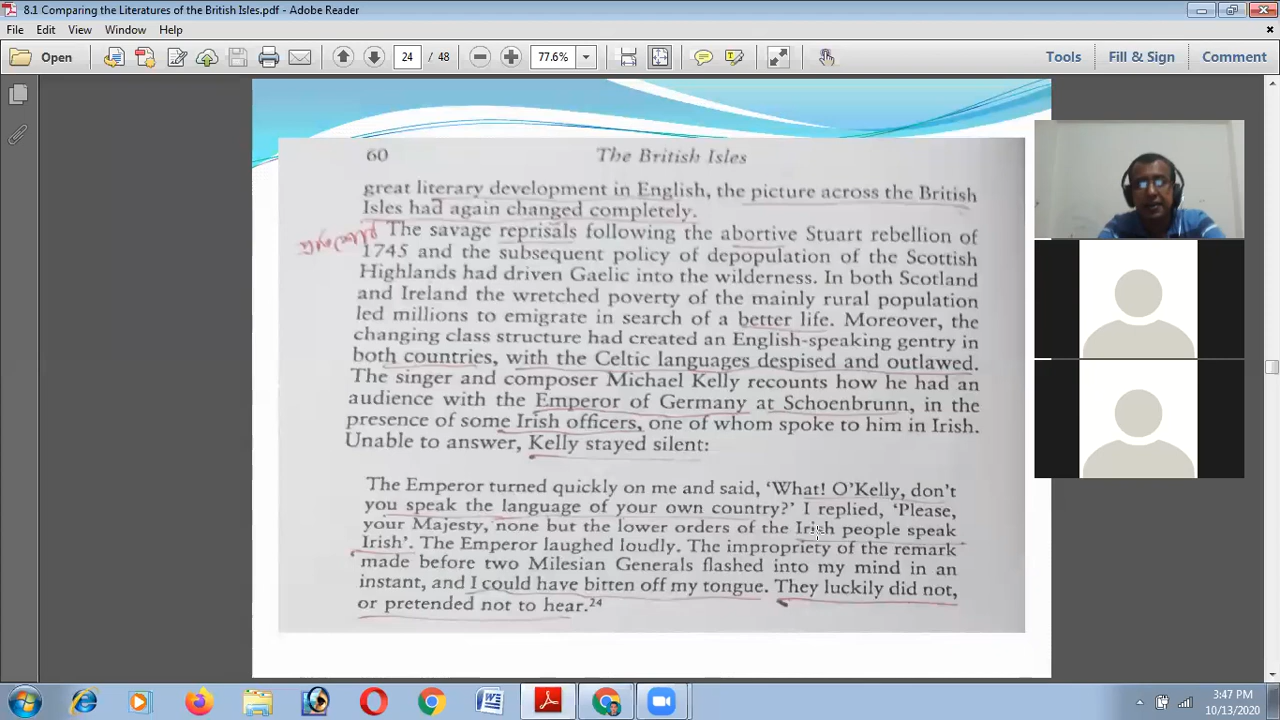 8.1 Comparing the Literatures of the British Isles.pdf - Adobe Reader
File Edit View Window Help
Open 24 / 48 77.6% Tools Fill & Sign Comment
60 The British Isles
great literary development in English, the picture across the British
Isles had again changed completely.
The savage reprisals following the abortive Stuart rebellion of
1745 and the subsequent policy of depopulation of the Scottish
Highlands had driven Gaelic into the wilderness. In both Scotland
and Ireland the wretched poverty of the mainly rural population
led millions to emigrate in search of a better life. Moreover, the
changing class structure had created an English-speaking gentry in
both countries, with the Celtic languages despised and outlawed.
The singer and composer Michael Kelly recounts how he had an
audience with the Emperor of Germany at Schoenbrunn, in the
presence of some Irish officers, one of whom spoke to him in Irish.
Unable to answer, Kelly stayed silent:
The Emperor turned quickly on me and said, ‘What! O’Kelly, don’t
you speak the language of your own country?’ I replied, ‘Please,
your Majesty, none but the lower orders of the Irish people speak
Irish’. The Emperor laughed loudly. The impropriety of the remark
made before two Milesian Generals flashed into my mind in an
instant, and I could have bitten off my tongue. They luckily did not,
or pretended not to hear.²⁴
3:47 PM
10/13/2020